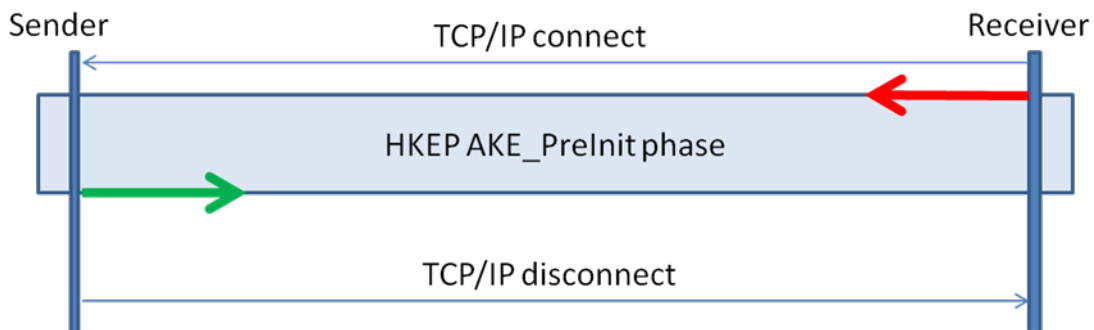 Sender
Receiver
TCP/IP connect
HKEP AKE_PreInit phase
TCP/IP disconnect